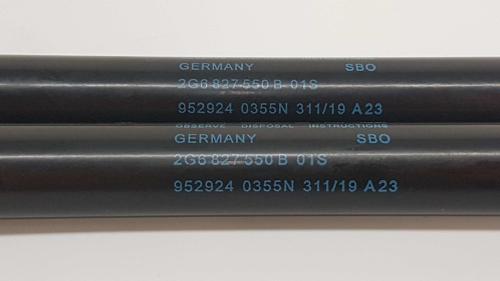 GERMANY SBO
2G6 827 550 B 01S
952924 0355N 311/19 A23
OBSERVE DISPOSAL INSTRUCTIONS
GERMANY SBO
2G6 827 550 B 01S
952924 0355N 311/19 A23